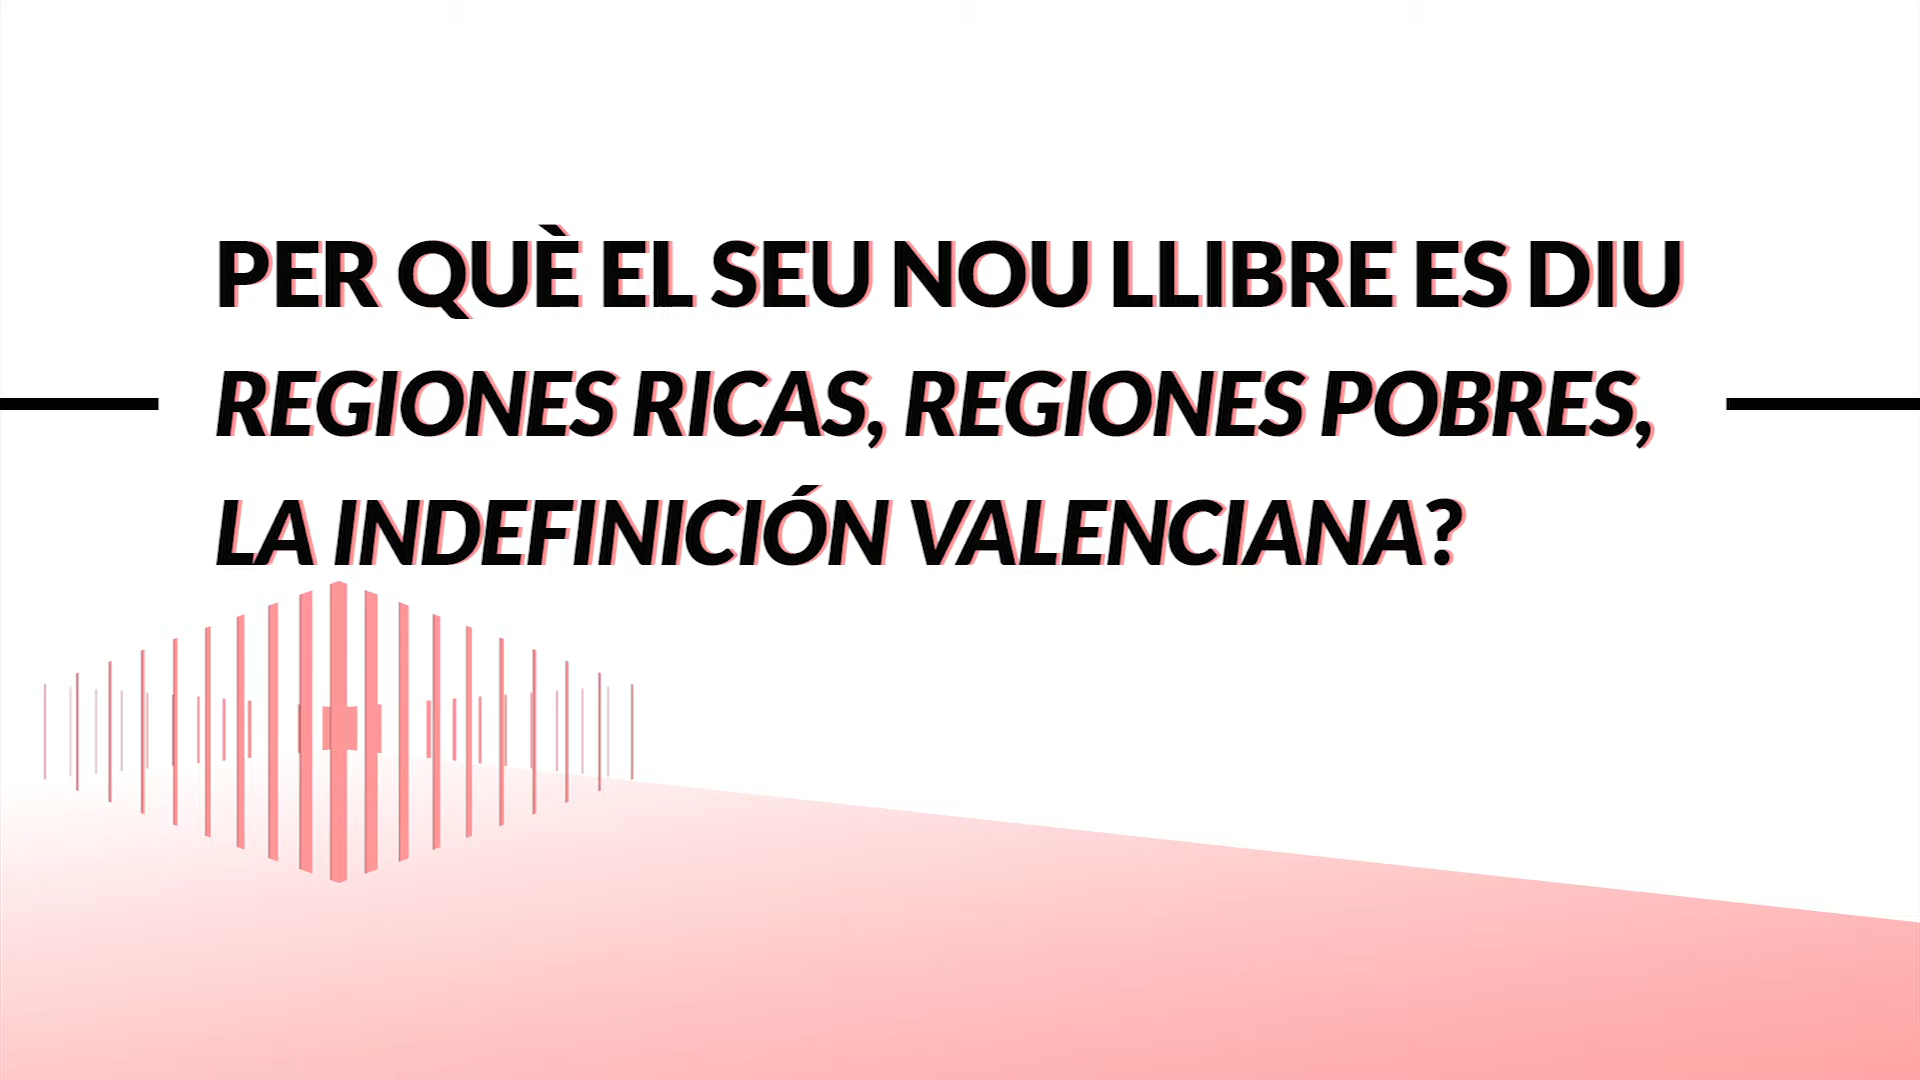 PER QUÈ EL SEU NOU LLIBRE ES DIU
REGIONES RICAS, REGIONES POBRES,
LA INDEFINICIÓN VALENCIANA?